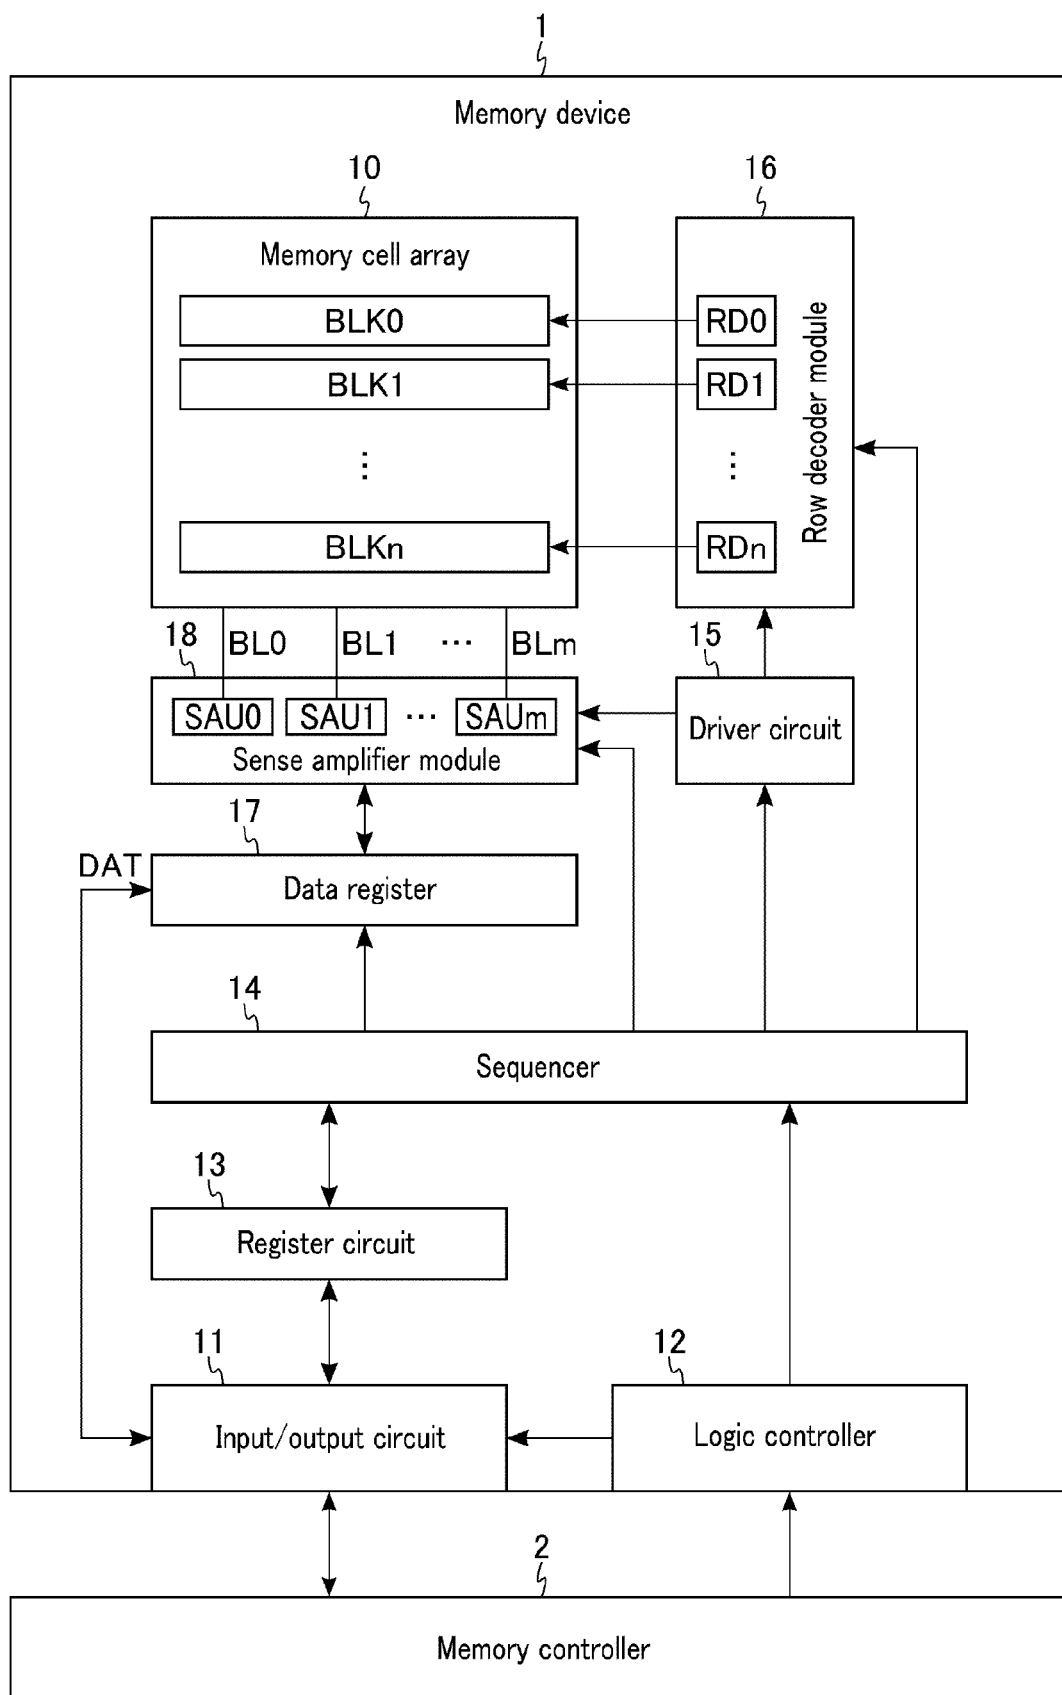 1
Memory device
10
16
Memory cell array
BLK0
RD0
BLK1
RD1
⋮
⋮
Row decoder module
BLKn
RDn
18
BL0
BL1
...
BLm
15
SAU0
SAU1
...
SAUm
Sense amplifier module
Driver circuit
17
DAT
Data register
14
Sequencer
13
Register circuit
11
12
Input/output circuit
Logic controller
2
Memory controller